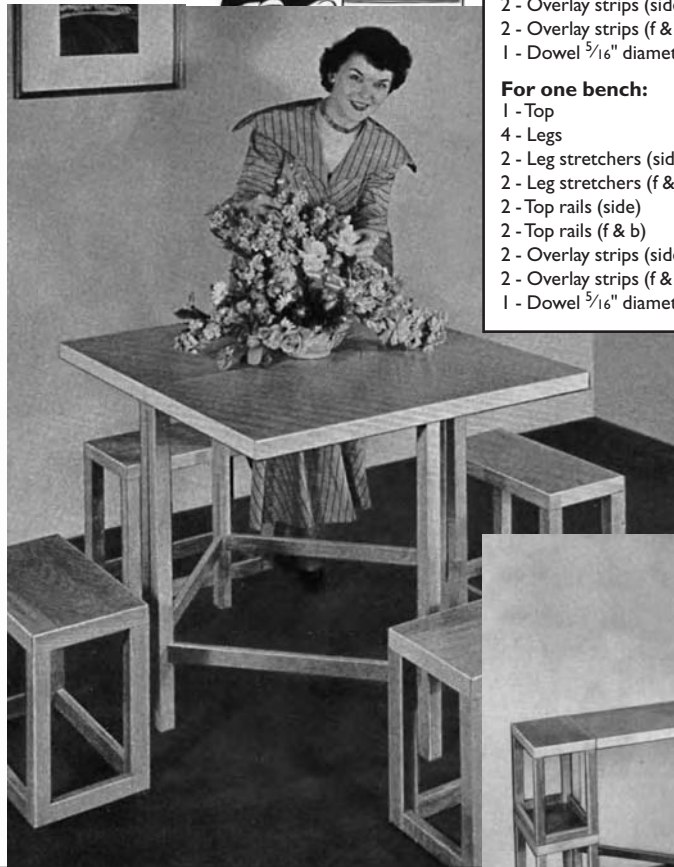 2 - Overlay strips (sid
2 - Overlay strips (f &
1 - Dowel 5/16" diamet
For one bench:
1 - Top
4 - Legs
2 - Leg stretchers (sid
2 - Leg stretchers (f &
2 - Top rails (side)
2 - Top rails (f & b)
2 - Overlay strips (side
2 - Overlay strips (f &
1 - Dowel 5/16" diamet